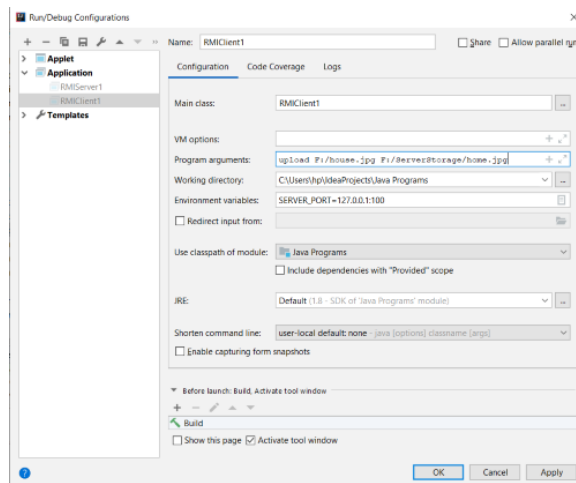 Run/Debug Configurations
Name: RMIClient1
Share
Allow parallel run
Applet
Application
RMIServer1
RMIClient1
Templates
Configuration Code Coverage Logs
Main class: RMIClient1
VM options:
Program arguments: upload F:/house.jpg F:/ServerStorage/home.jpg
Working directory: C:\Users\hp\IdeaProjects\Java Programs
Environment variables: SERVER_PORT=127.0.0.1:100
Redirect input from:
Use classpath of module: Java Programs
Include dependencies with "Provided" scope
JRE: Default (1.8 - SDK of 'Java Programs' module)
Shorten command line: user-local default: none - java [options] classname [args]
Enable capturing form snapshots
Before launch: Build, Activate tool window
Build
Show this page Activate tool window
OK Cancel Apply